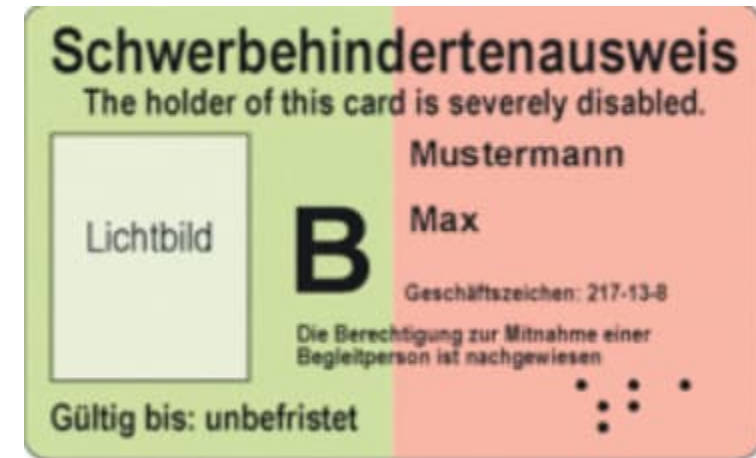 Schwerbehindertenausweis
The holder of this card is severely disabled.
Mustermann
Lichtbild
B
Max
Geschäftszeichen: 217-13-8
Die Berechtigung zur Mitnahme einer
Begleitperson ist nachgewiesen
Gültig bis: unbefristet